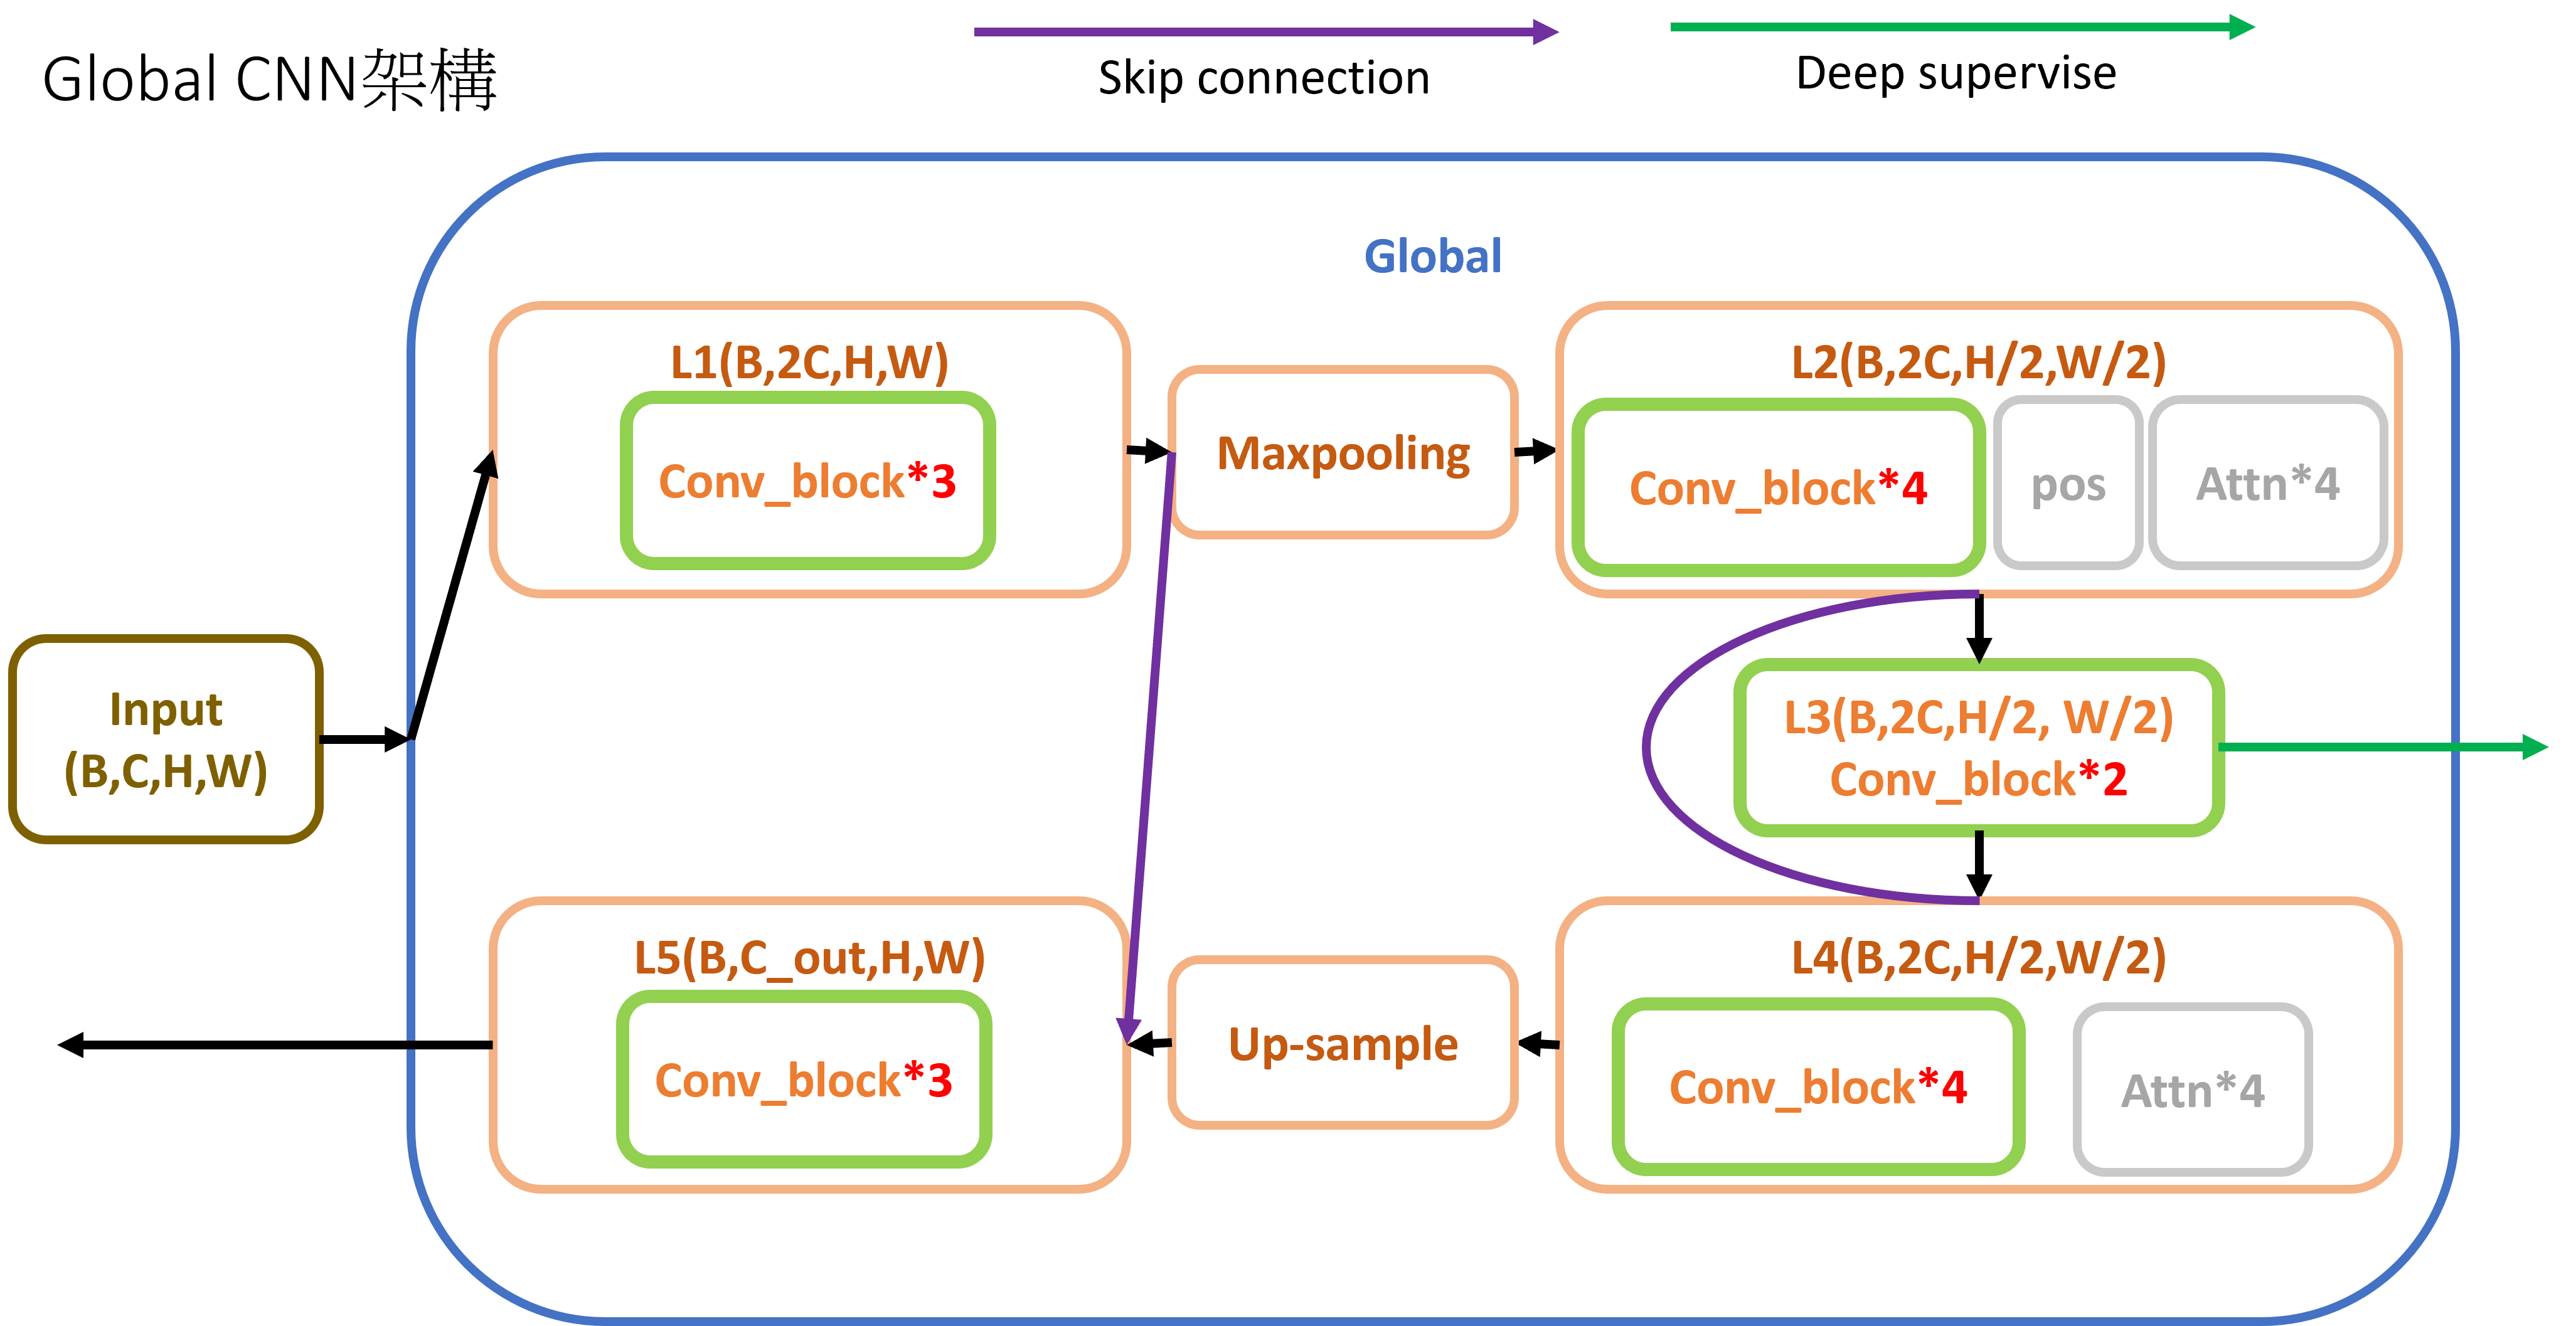 Global CNN架構
Skip connection
Deep supervise
Global
L1(B,2C,H,W)
Conv_block*3
Maxpooling
L2(B,2C,H/2,W/2)
Conv_block*4
pos
Attn*4
Input
(B,C,H,W)
L3(B,2C,H/2, W/2)
Conv_block*2
L5(B,C_out,H,W)
Conv_block*3
Up-sample
L4(B,2C,H/2,W/2)
Conv_block*4
Attn*4